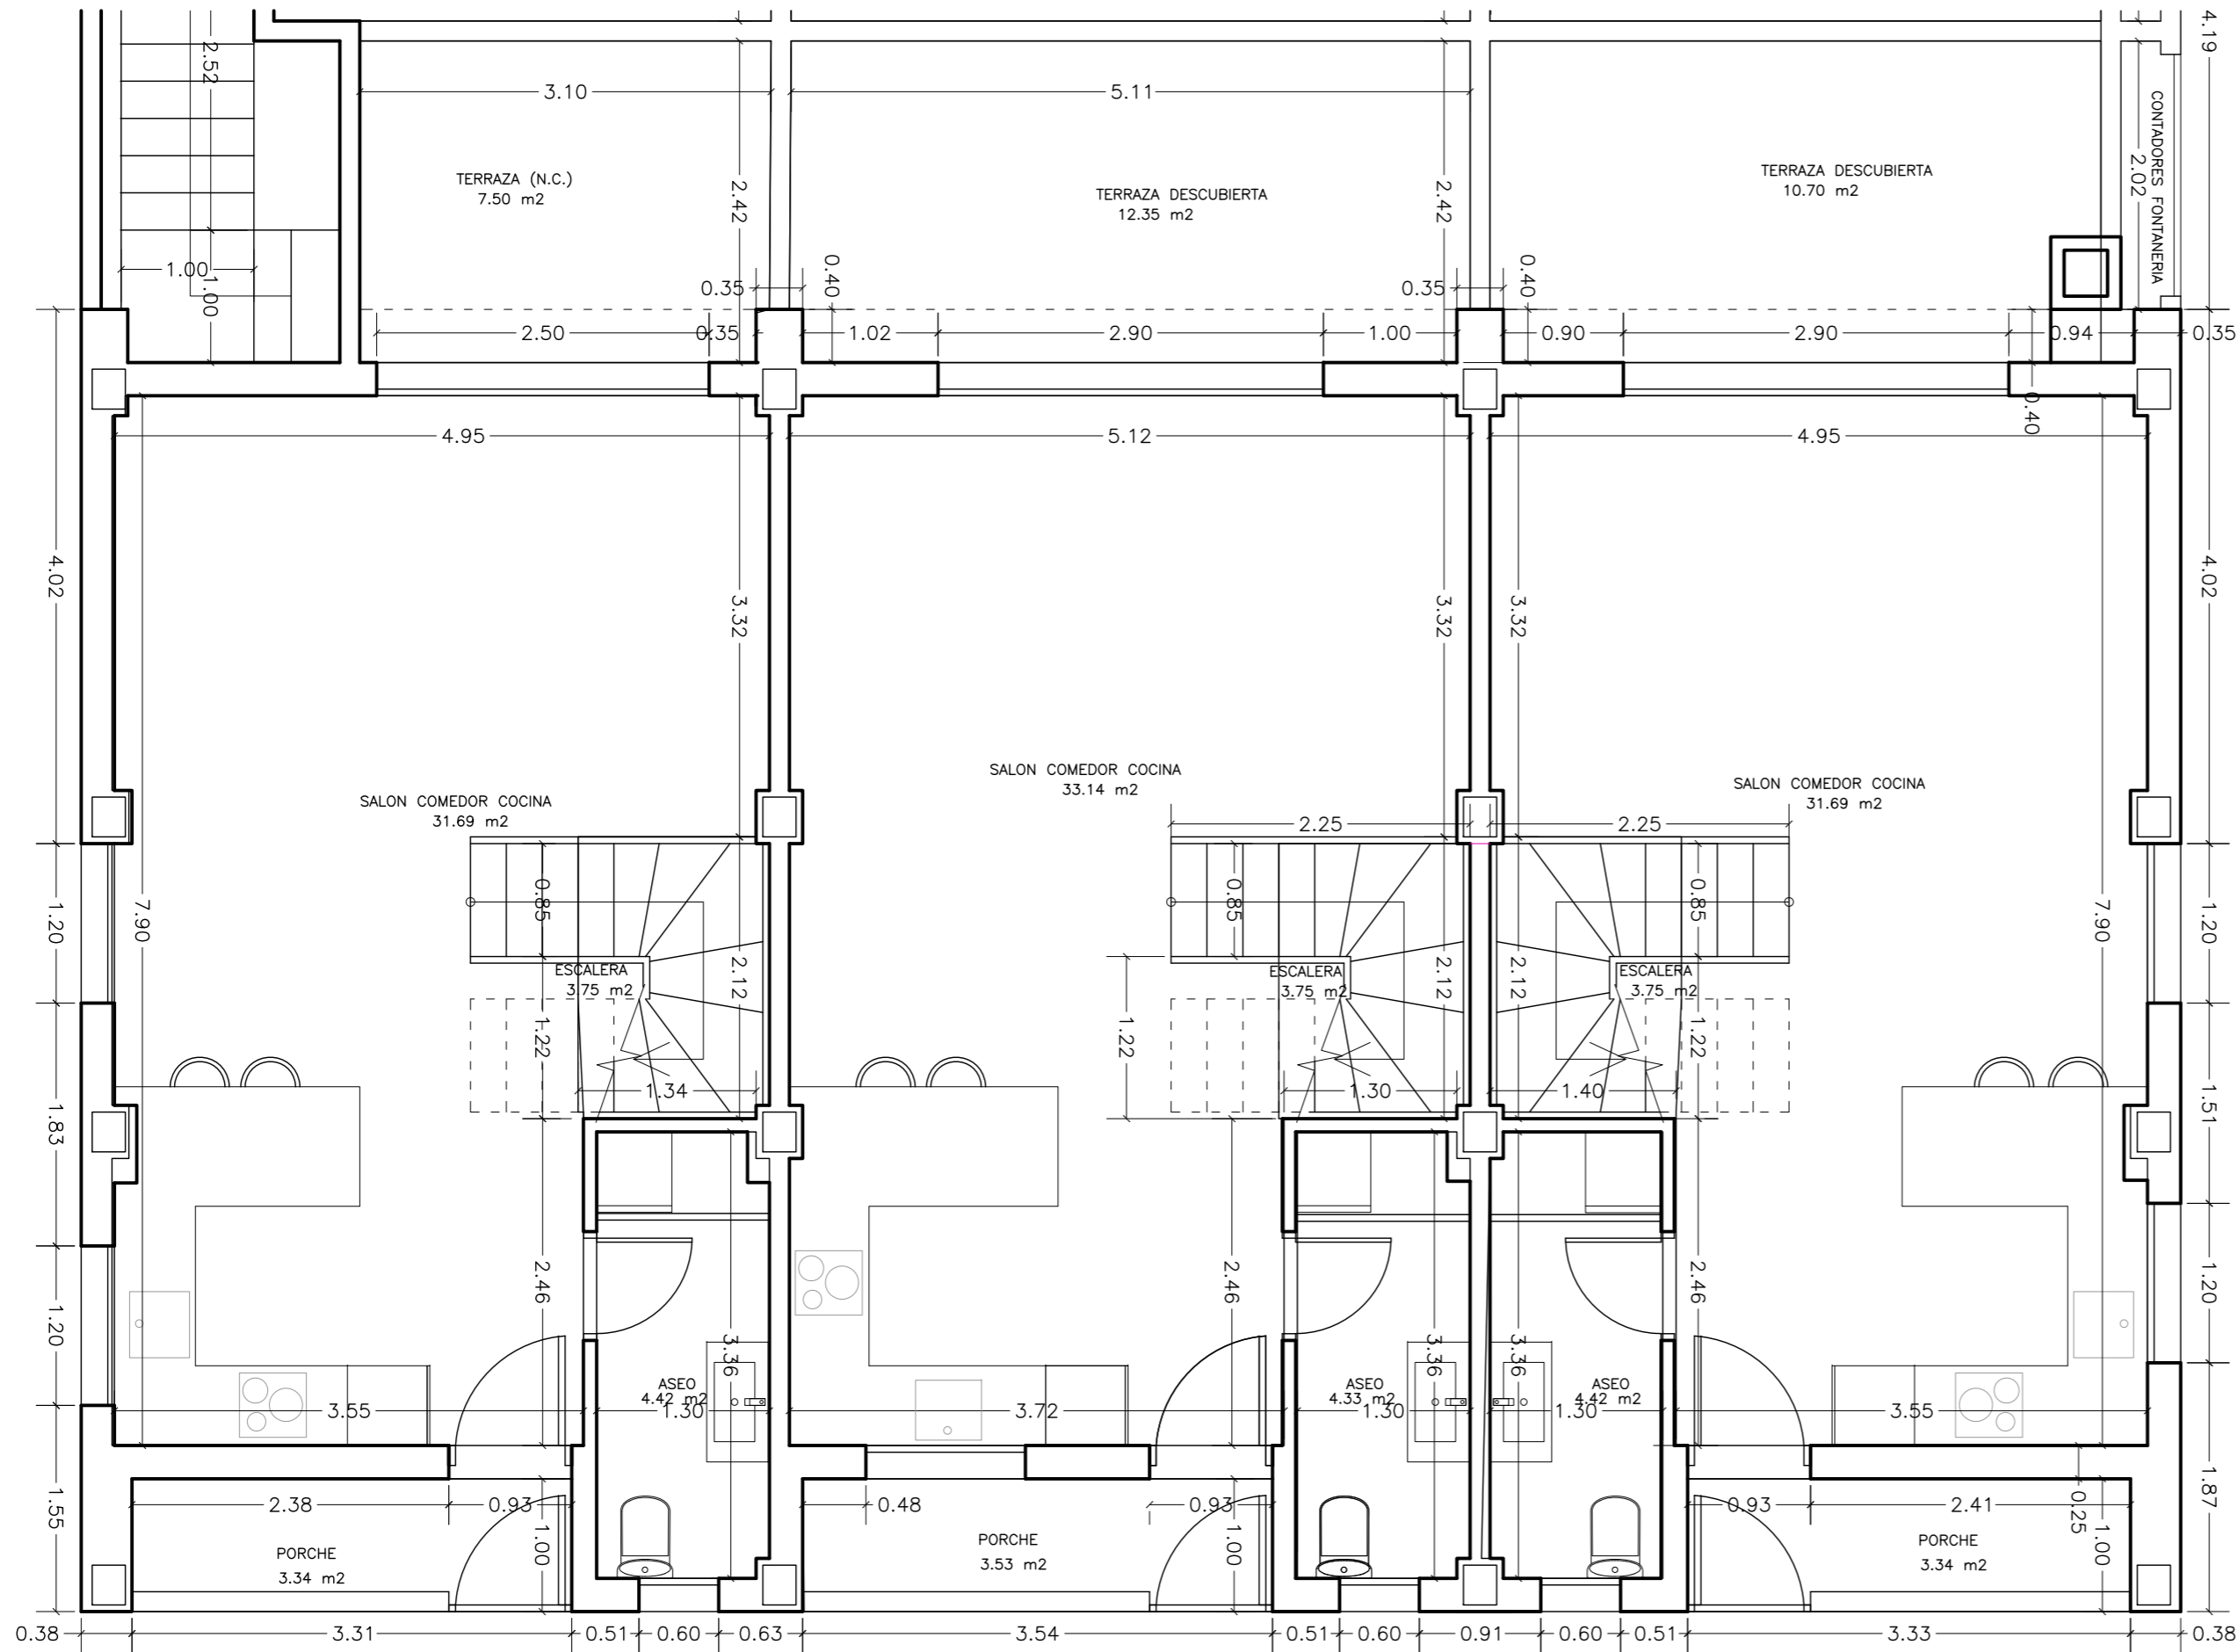 2.52
4.19
3.10
5.11
CONTADORES FONTANERIA
2.02
TERRAZA (N.C.)
7.50 m2
2.42
TERRAZA DESCUBIERTA
12.35 m2
2.42
TERRAZA DESCUBIERTA
10.70 m2
1.00
1.00
0.35
0.40
0.35
0.40
2.50
0.35
1.02
2.90
1.00
0.90
2.90
0.94
0.35
0.40
4.95
5.12
4.95
4.02
3.32
3.32
3.32
4.02
SALON COMEDOR COCINA
31.69 m2
SALON COMEDOR COCINA
33.14 m2
SALON COMEDOR COCINA
31.69 m2
2.25
2.25
1.20
7.90
0.85
0.85
0.85
7.90
1.20
ESCALERA
3.75 m2
2.12
ESCALERA
3.75 m2
2.12
2.12
ESCALERA
3.75 m2
1.22
1.22
1.22
1.83
1.34
1.30
1.40
1.51
1.20
2.46
2.46
2.46
1.20
3.36
3.36
3.36
ASEO
4.42 m2
ASEO
4.33 m2
ASEO
4.42 m2
3.55
1.30
3.72
1.30
1.30
3.55
1.55
2.38
0.93
1.00
0.48
0.93
1.00
0.93
2.41
0.25
1.00
1.87
PORCHE
3.34 m2
PORCHE
3.53 m2
PORCHE
3.34 m2
0.38
3.31
0.51
0.60
0.63
3.54
0.51
0.60
0.91
0.60
0.51
3.33
0.38